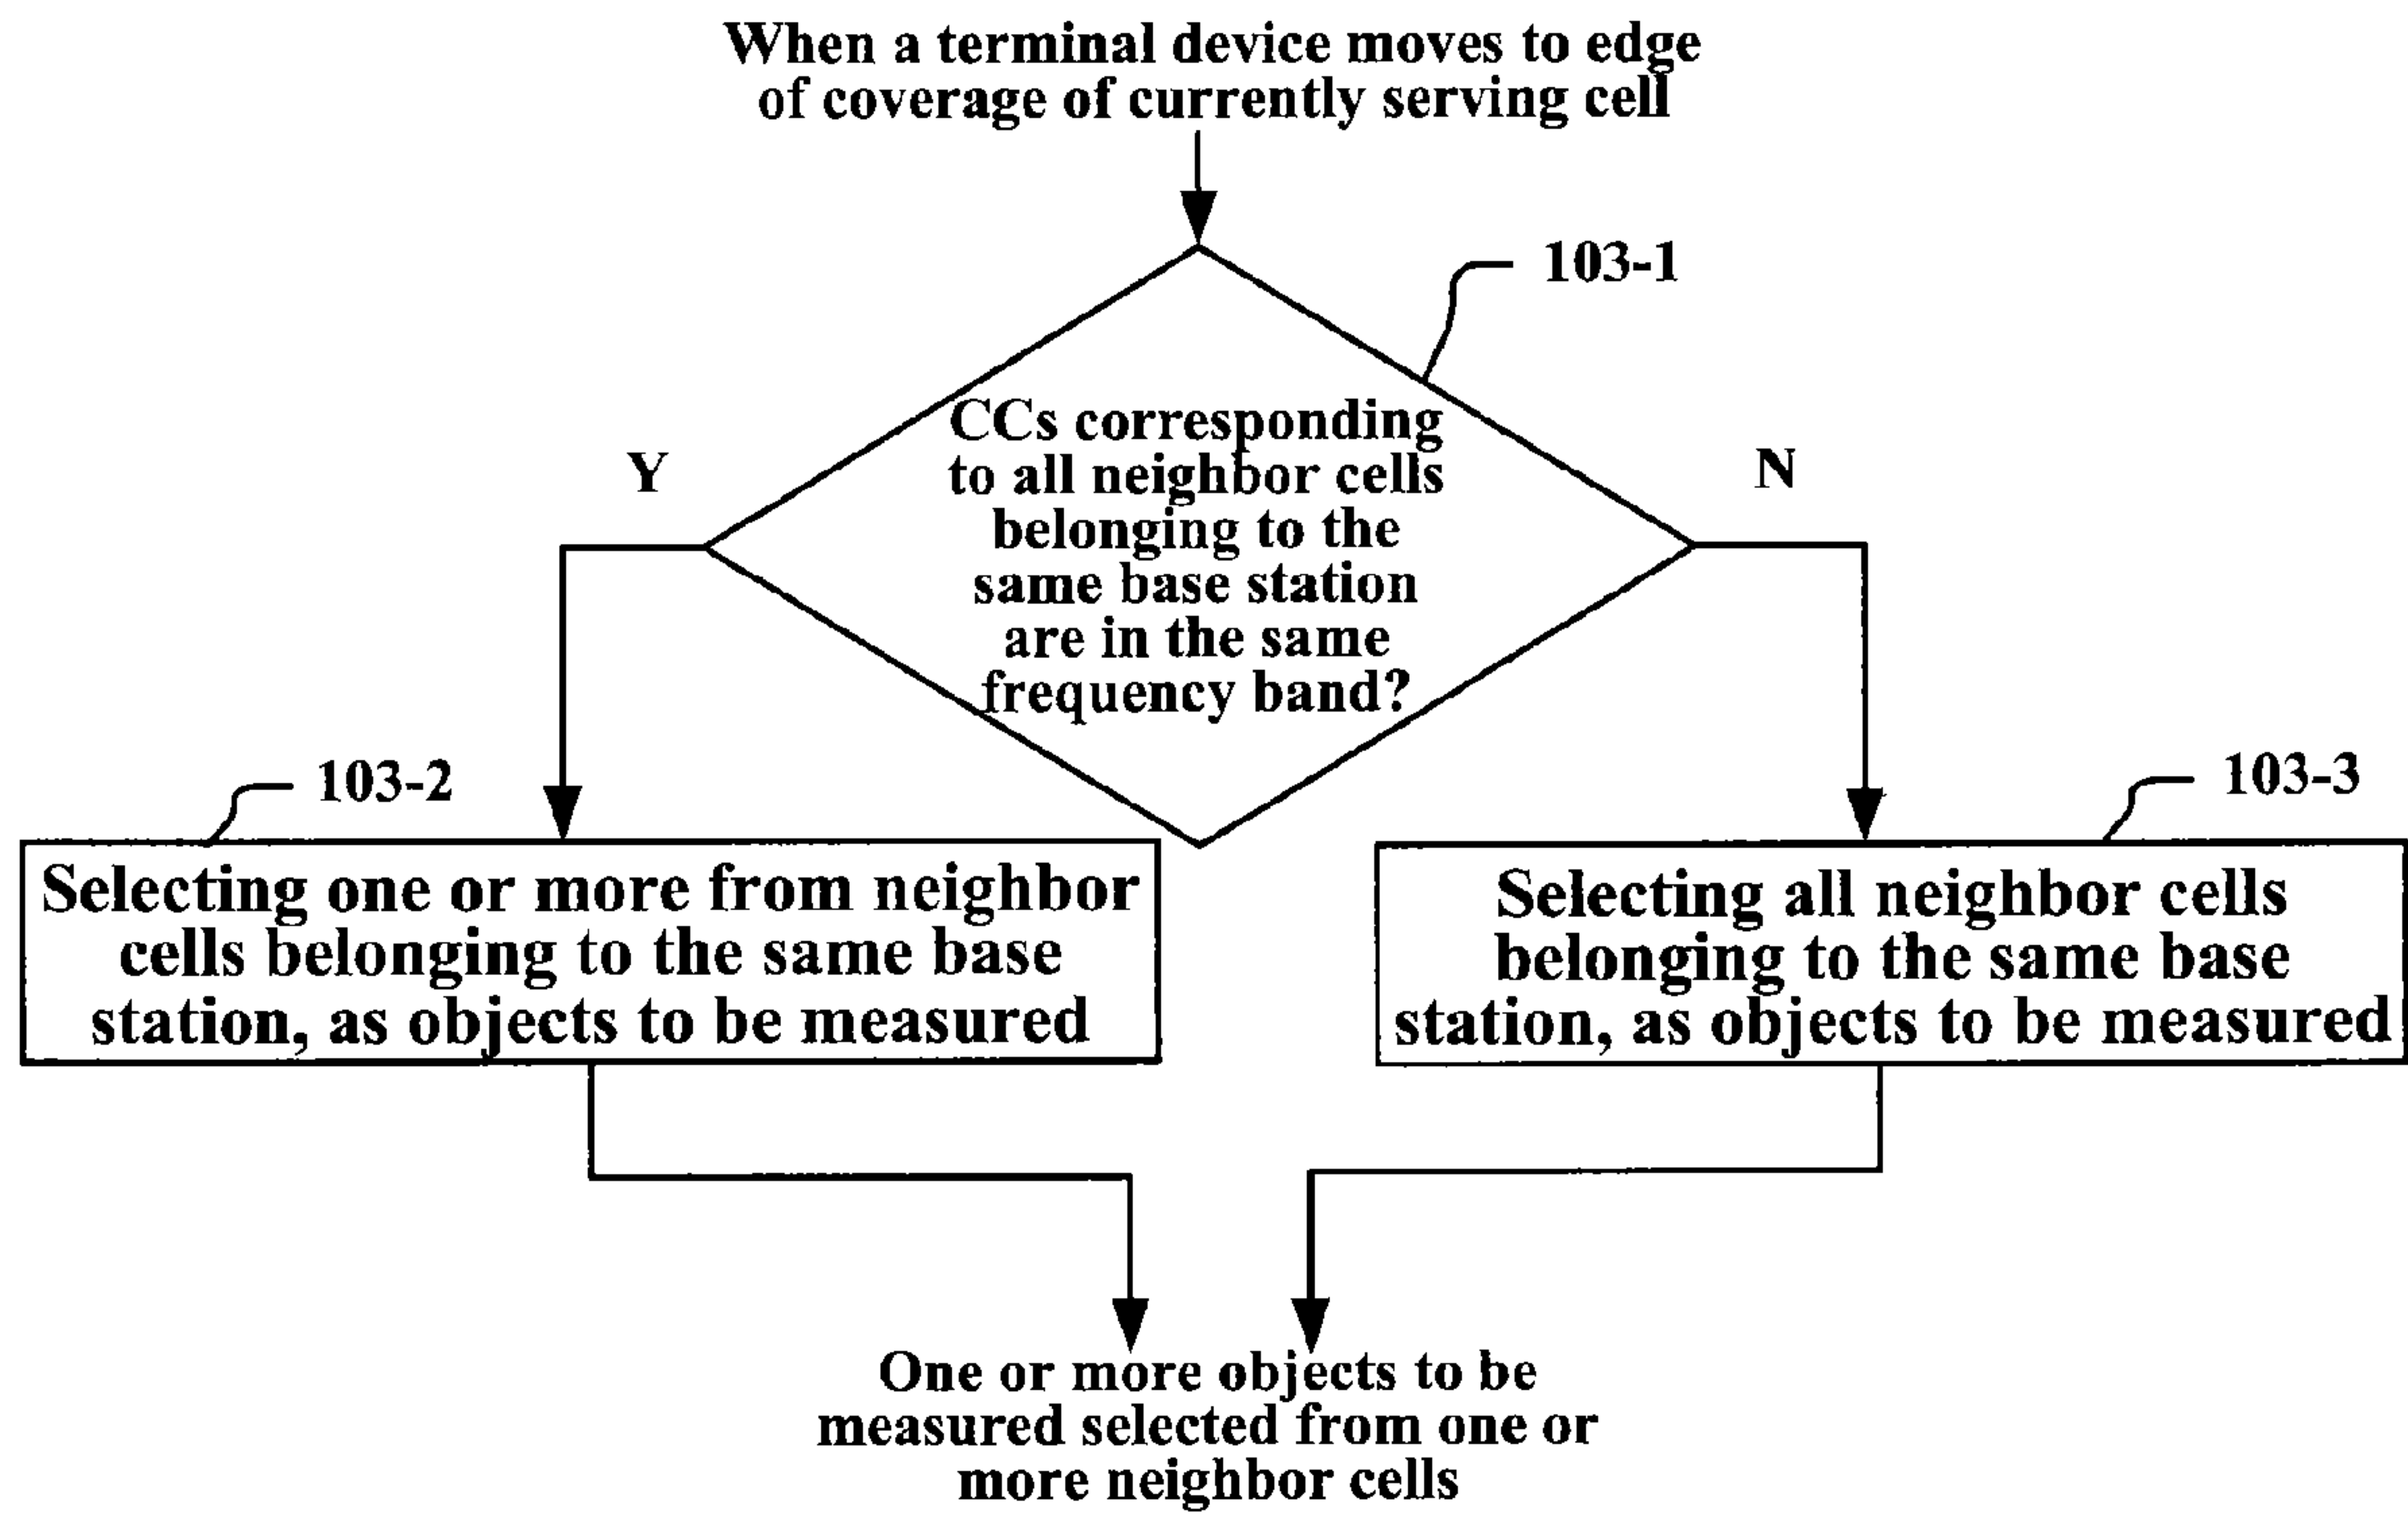 When a terminal device moves to edge
of coverage of currently serving cell
103-1
CCs corresponding
to all neighbor cells
belonging to the
same base station
are in the same
frequency band?
Y
N
103-2
Selecting one or more from neighbor
cells belonging to the same base
station, as objects to be measured
103-3
Selecting all neighbor cells
belonging to the same base
station, as objects to be measured
One or more objects to be
measured selected from one or
more neighbor cells